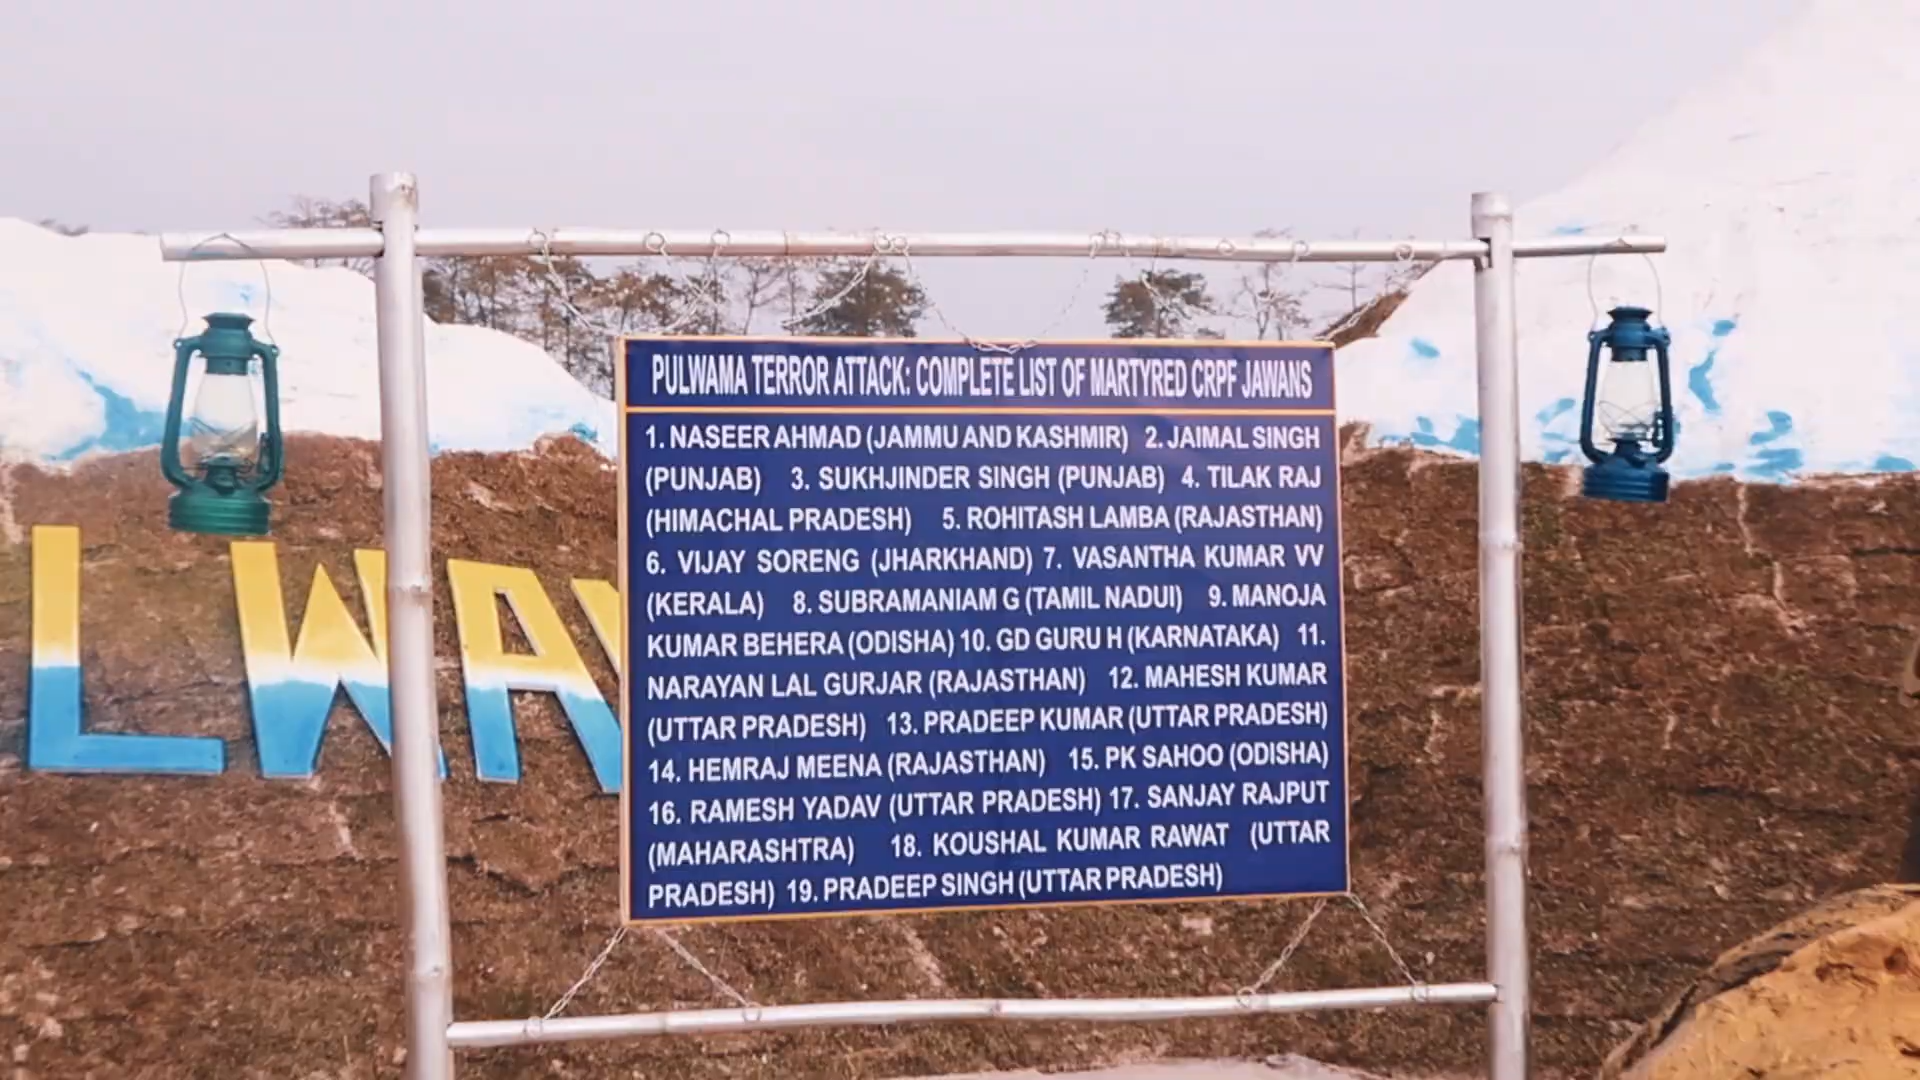 PULWAMA TERROR ATTACK: COMPLETE LIST OF MARTYRED CRPF JAWANS
1. NASEER AHMAD (JAMMU AND KASHMIR) 2. JAIMAL SINGH
(PUNJAB) 3. SUKHJINDER SINGH (PUNJAB) 4. TILAK RAJ
(HIMACHAL PRADESH) 5. ROHITASH LAMBA (RAJASTHAN)
6. VIJAY SORENG (JHARKHAND) 7. VASANTHA KUMAR VV
(KERALA) 8. SUBRAMANIAM G (TAMIL NADUI) 9. MANOJA
KUMAR BEHERA (ODISHA) 10. GD GURU H (KARNATAKA) 11.
NARAYAN LAL GURJAR (RAJASTHAN) 12. MAHESH KUMAR
(UTTAR PRADESH) 13. PRADEEP KUMAR (UTTAR PRADESH)
14. HEMRAJ MEENA (RAJASTHAN) 15. PK SAHOO (ODISHA)
16. RAMESH YADAV (UTTAR PRADESH) 17. SANJAY RAJPUT
(MAHARASHTRA) 18. KOUSHAL KUMAR RAWAT (UTTAR
PRADESH) 19. PRADEEP SINGH (UTTAR PRADESH)
L WA